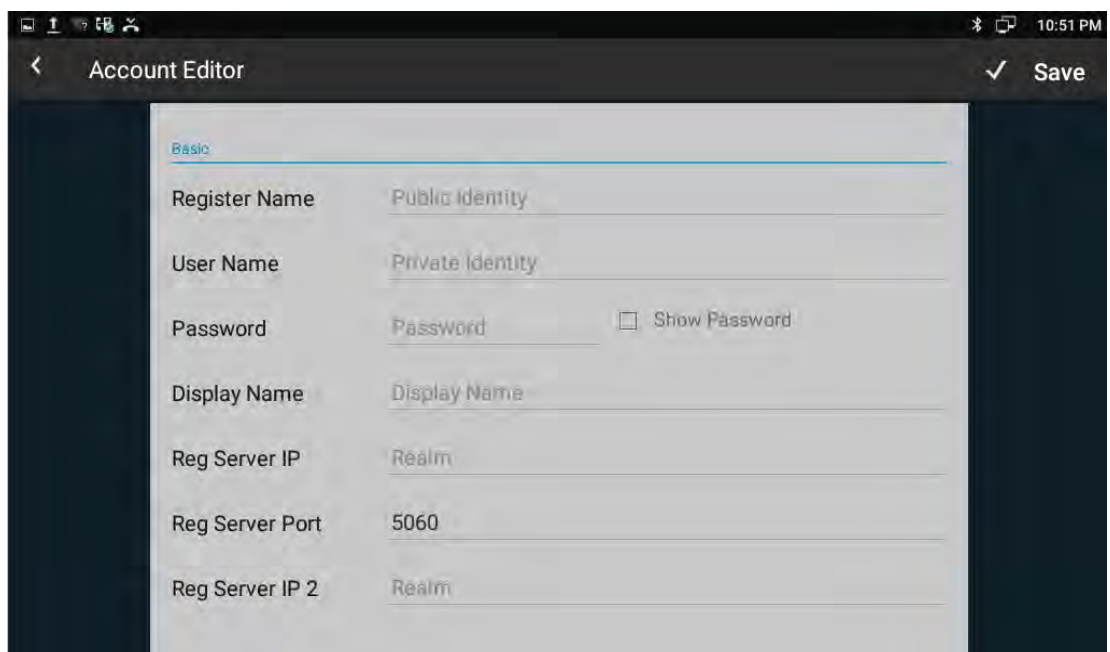 10:51 PM
Account Editor Save
Basic
Register Name Public Identity
User Name Private Identity
Password Password Show Password
Display Name Display Name
Reg Server IP Realm
Reg Server Port 5060
Reg Server IP 2 Realm